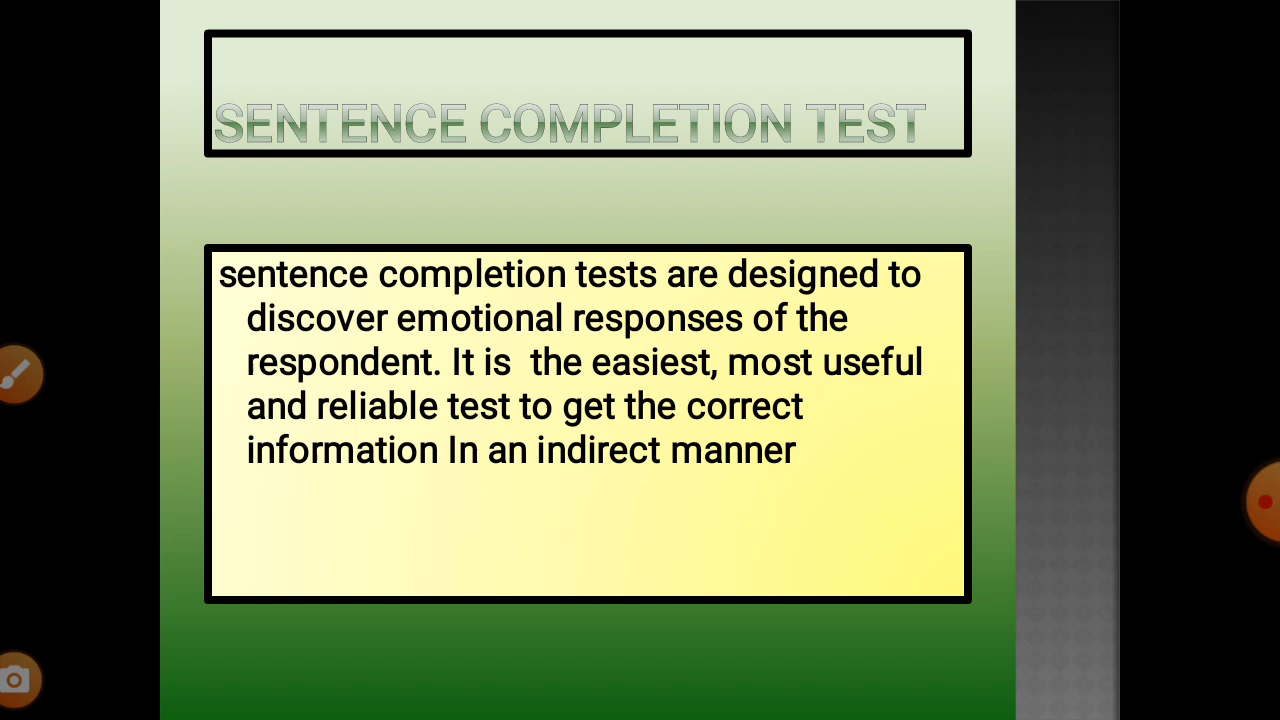 SENTENCE COMPLETION TEST
sentence completion tests are designed to
discover emotional responses of the
respondent. It is  the easiest, most useful
and reliable test to get the correct
information In an indirect manner